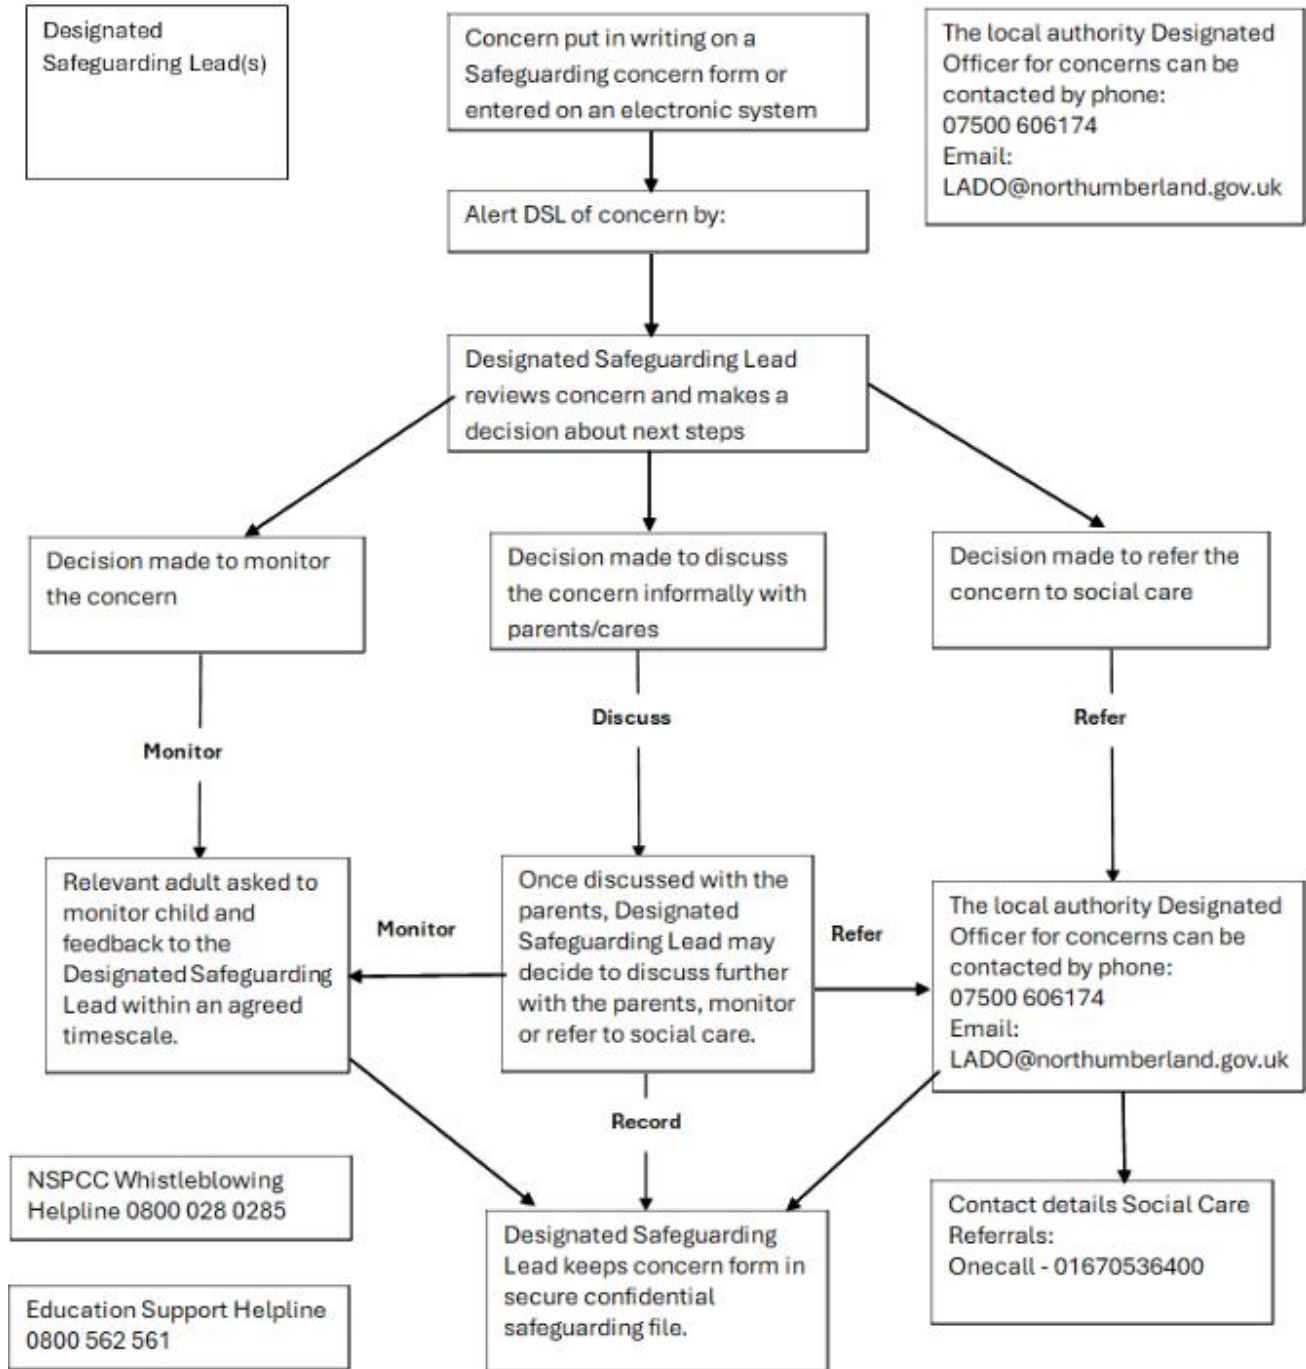 Designated
Safeguarding Lead(s)
Concern put in writing on a
Safeguarding concern form or
entered on an electronic system
The local authority Designated
Officer for concerns can be
contacted by phone:
07500 606174
Email:
LADO@northumberland.gov.uk
Alert DSL of concern by:
Designated Safeguarding Lead
reviews concern and makes a
decision about next steps
Decision made to monitor
the concern
Decision made to discuss
the concern informally with
parents/cares
Decision made to refer the
concern to social care
Monitor
Discuss
Refer
Relevant adult asked to
monitor child and
feedback to the
Designated Safeguarding
Lead within an agreed
timescale.
Monitor
Once discussed with the
parents, Designated
Safeguarding Lead may
decide to discuss further
with the parents, monitor
or refer to social care.
Refer
The local authority Designated
Officer for concerns can be
contacted by phone:
07500 606174
Email:
LADO@northumberland.gov.uk
Record
NSPCC Whistleblowing
Helpline 0800 028 0285
Education Support Helpline
0800 562 561
Designated Safeguarding
Lead keeps concern form in
secure confidential
safeguarding file.
Contact details Social Care
Referrals:
Onecall - 01670536400